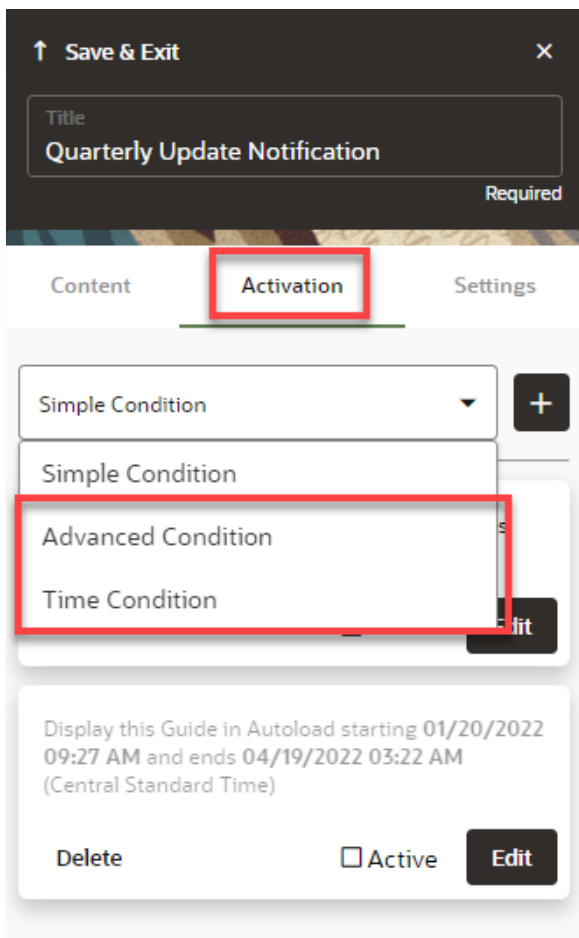 ↑ Save & Exit ×
Title
Quarterly Update Notification
Required
Content Activation Settings
Simple Condition +
Simple Condition
Advanced Condition
Time Condition
Edit
Display this Guide in Autoload starting 01/20/2022
09:27 AM and ends 04/19/2022 03:22 AM
(Central Standard Time)
Delete Active Edit